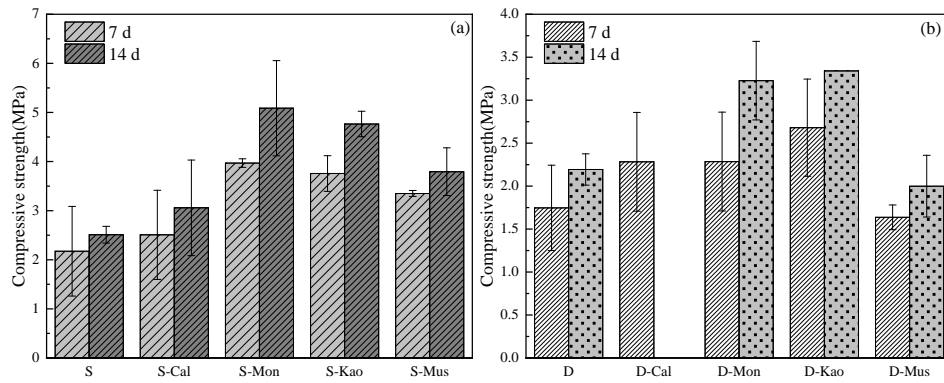 (a)
7 d
14 d
Compressive strength(MPa)
7
6
5
4
3
2
1
0
S S-Cal S-Mon S-Kao S-Mus
(b)
7 d
14 d
Compressive strength(MPa)
4.0
3.5
3.0
2.5
2.0
1.5
1.0
0.5
0.0
D D-Cal D-Mon D-Kao D-Mus